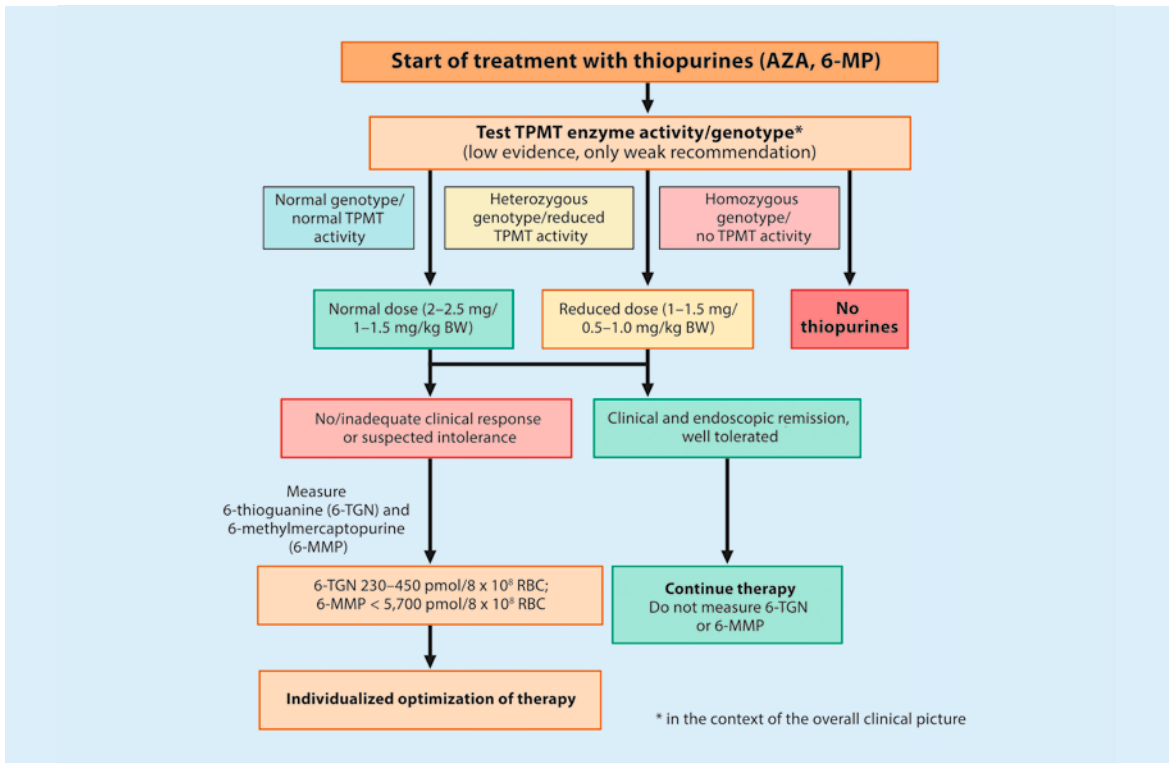 Start of treatment with thiopurines (AZA, 6-MP)
Test TPMT enzyme activity/genotype*
(low evidence, only weak recommendation)
Normal genotype/
normal TPMT
activity
Heterozygous
genotype/reduced
TPMT activity
Homozygous
genotype/
no TPMT activity
Normal dose (2–2.5 mg/
1–1.5 mg/kg BW)
Reduced dose (1–1.5 mg/
0.5–1.0 mg/kg BW)
No
thiopurines
No/inadequate clinical response
or suspected intolerance
Clinical and endoscopic remission,
well tolerated
Measure
6-thioguanine (6-TGN) and
6-methylmercaptopurine
(6-MMP)
6-TGN 230–450 pmol/8 x 10⁸ RBC;
6-MMP < 5,700 pmol/8 x 10⁸ RBC
Continue therapy
Do not measure 6-TGN
or 6-MMP
Individualized optimization of therapy
* in the context of the overall clinical picture